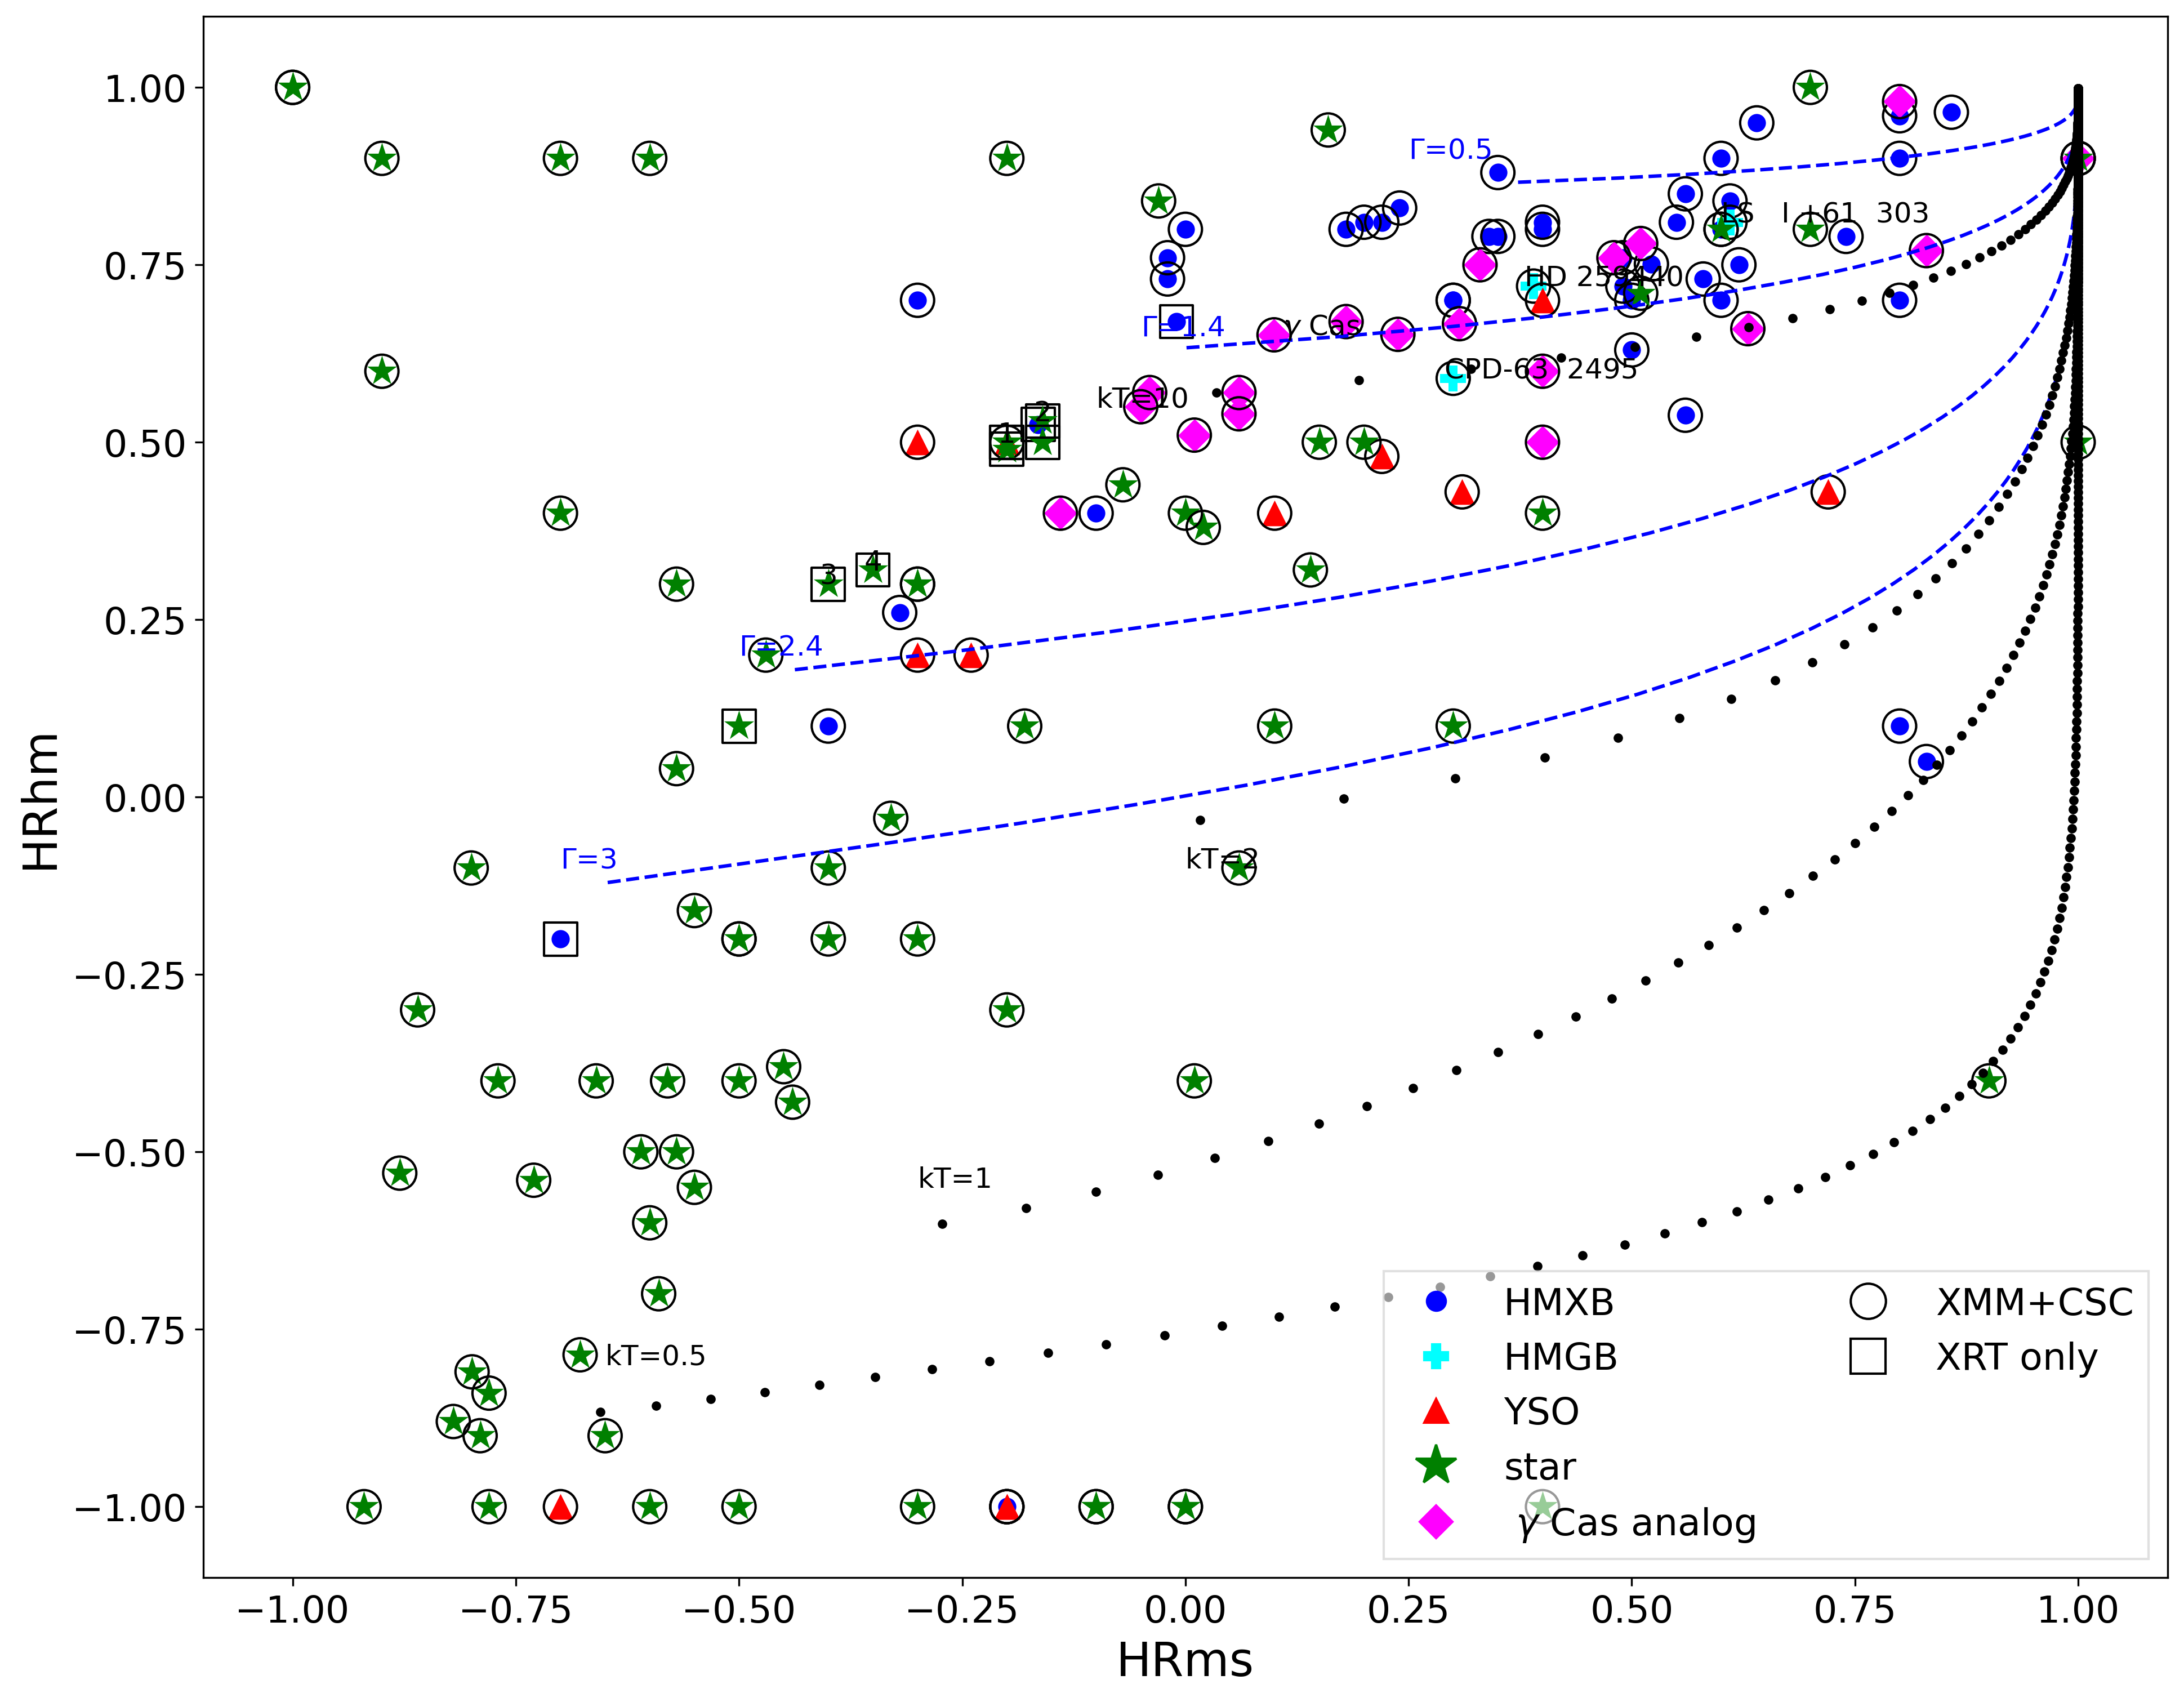 1.00
0.75
0.50
0.25
0.00
−0.25
−0.50
−0.75
−1.00
HRhm
Γ=0.5
LS I +61 303
HD 259440
Γ=1.4
γ Cas
CPD-63 2495
kT=10
2
1
4
3
Γ=2.4
Γ=3
kT=2
kT=1
kT=0.5
HMXB
HMGB
YSO
star
γ Cas analog
XMM+CSC
XRT only
−1.00
−0.75
−0.50
−0.25
0.00
0.25
0.50
0.75
1.00
HRms